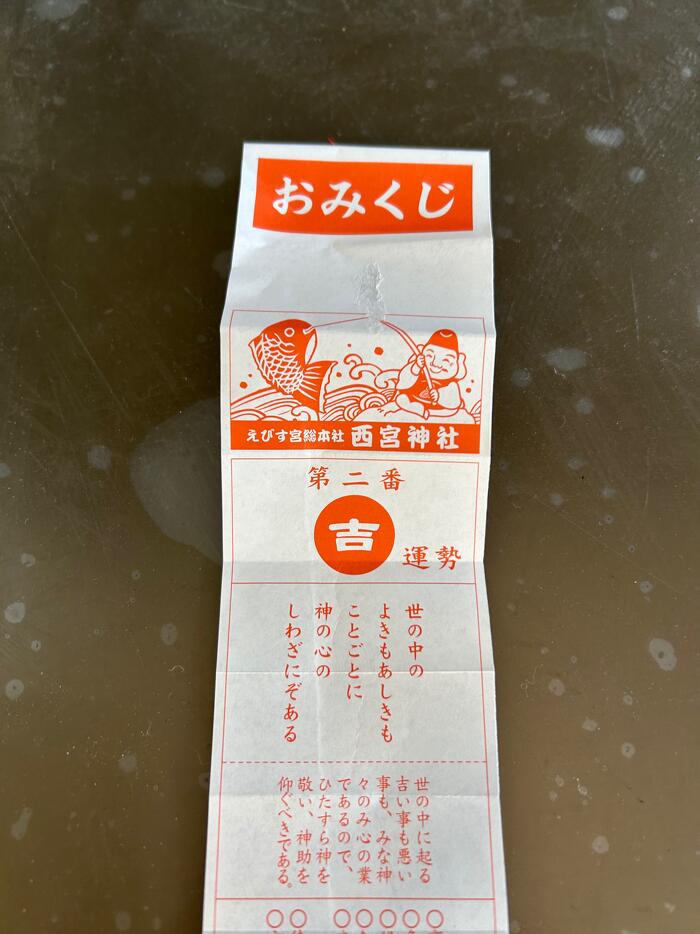 おみくじ
えびす宮総本社 西宮神社
第二番
吉
運勢
世の中の
よきもあしきも
ことごとに
神の心の
しわざにぞある
世の中に起る
吉い事も悪い
事も、みな神
々のみ心の業
であるので、
ひたすら神を
敬い、神助を
仰ぐべきである。
○○ ○○○○○